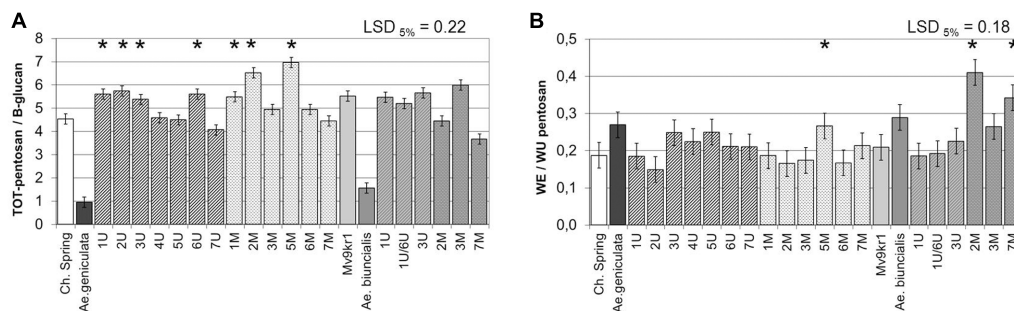 A
LSD 5% = 0.22
TOT-pentosan / B-glucan
8
7
6
5
4
3
2
1
0
* * * * * * *
Ch. Spring
Ae.geniculata
1U
2U
3U
4U
5U
6U
7U
1M
2M
3M
5M
6M
7M
Mv9kr1
Ae. biuncialis
1U
1U/6U
3U
2M
3M
7M
B
LSD 5% = 0.18
WE / WU pentosan
0,5
0,4
0,3
0,2
0,1
0,0
* * *
Ch. Spring
Ae.geniculata
1U
2U
3U
4U
5U
6U
7U
1M
2M
3M
5M
6M
7M
Mv9kr1
Ae. biuncialis
1U
1U/6U
3U
2M
3M
7M